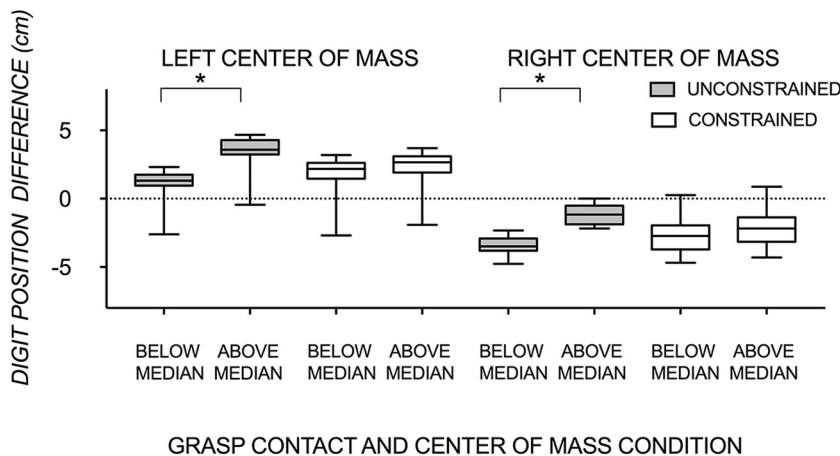 LEFT CENTER OF MASS
RIGHT CENTER OF MASS
*
*
UNCONSTRAINED
CONSTRAINED
DIGIT POSITION DIFFERENCE (cm)
5
0
-5
BELOW MEDIAN
ABOVE MEDIAN
BELOW MEDIAN
ABOVE MEDIAN
BELOW MEDIAN
ABOVE MEDIAN
BELOW MEDIAN
ABOVE MEDIAN
GRASP CONTACT AND CENTER OF MASS CONDITION